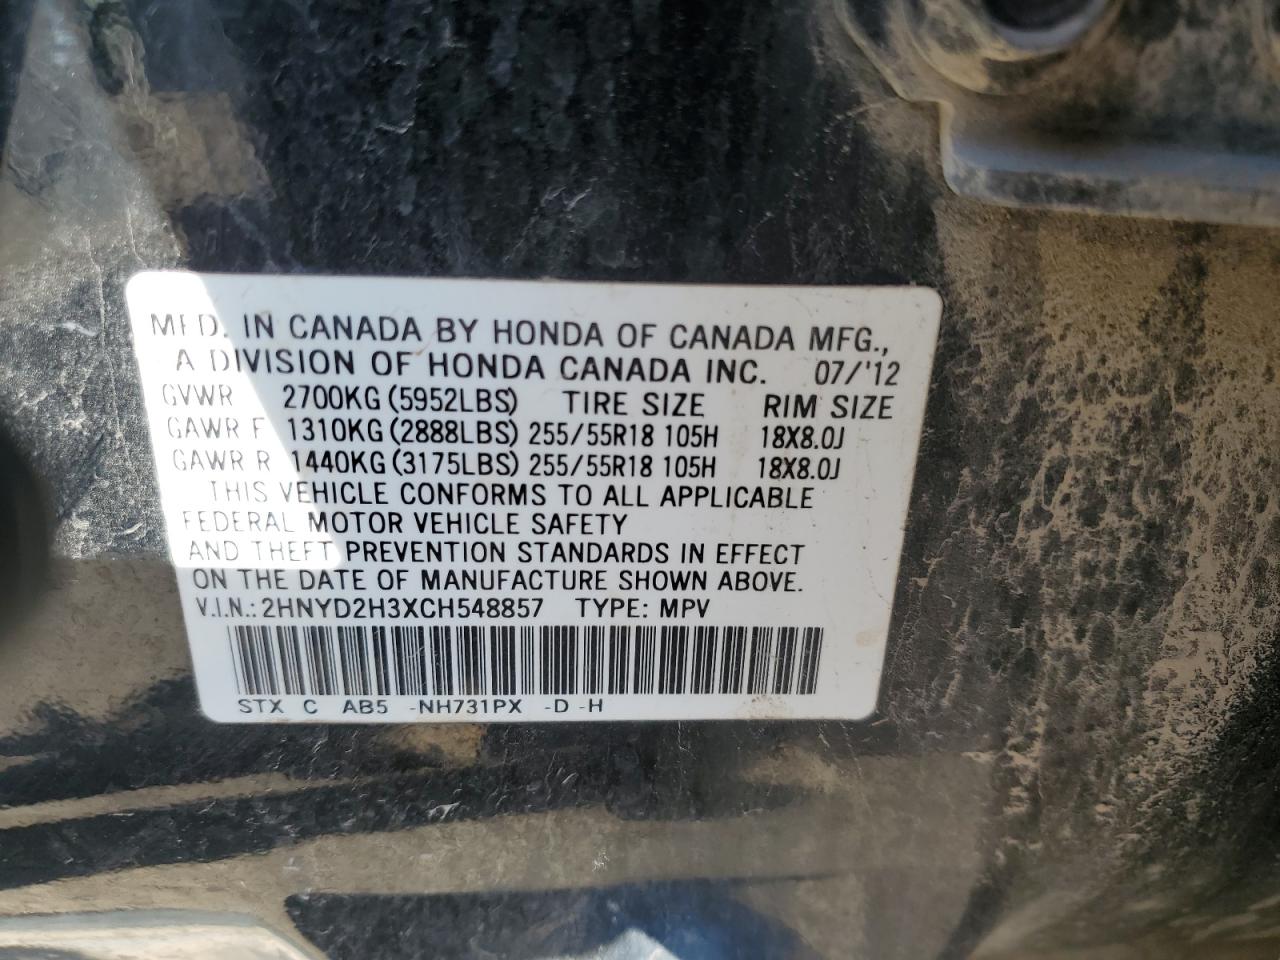 MFD. IN CANADA BY HONDA OF CANADA MFG.,
A DIVISION OF HONDA CANADA INC. 07/'12
GVWR 2700KG (5952LBS) TIRE SIZE RIM SIZE
GAWR F 1310KG (2888LBS) 255/55R18 105H 18X8.0J
GAWR R 1440KG (3175LBS) 255/55R18 105H 18X8.0J
THIS VEHICLE CONFORMS TO ALL APPLICABLE
FEDERAL MOTOR VEHICLE SAFETY
AND THEFT PREVENTION STANDARDS IN EFFECT
ON THE DATE OF MANUFACTURE SHOWN ABOVE.
V.I.N.: 2HNYD2H3XCH548857 TYPE: MPV
STX C AB5 -NH731PX -D -H